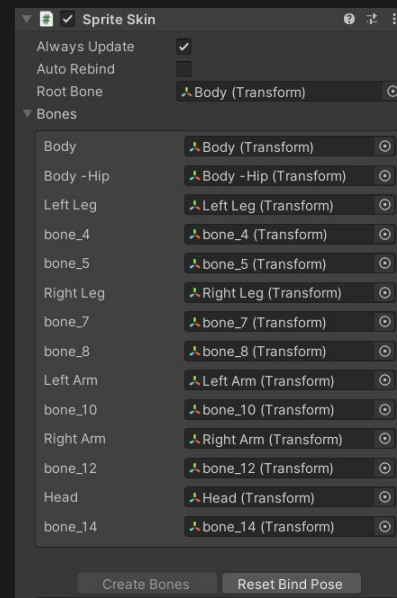 Sprite Skin
Always Update
Auto Rebind
Root Bone Body (Transform)
Bones
Body Body (Transform)
Body -Hip Body -Hip (Transform)
Left Leg Left Leg (Transform)
bone_4 bone_4 (Transform)
bone_5 bone_5 (Transform)
Right Leg Right Leg (Transform)
bone_7 bone_7 (Transform)
bone_8 bone_8 (Transform)
Left Arm Left Arm (Transform)
bone_10 bone_10 (Transform)
Right Arm Right Arm (Transform)
bone_12 bone_12 (Transform)
Head Head (Transform)
bone_14 bone_14 (Transform)
Create Bones Reset Bind Pose